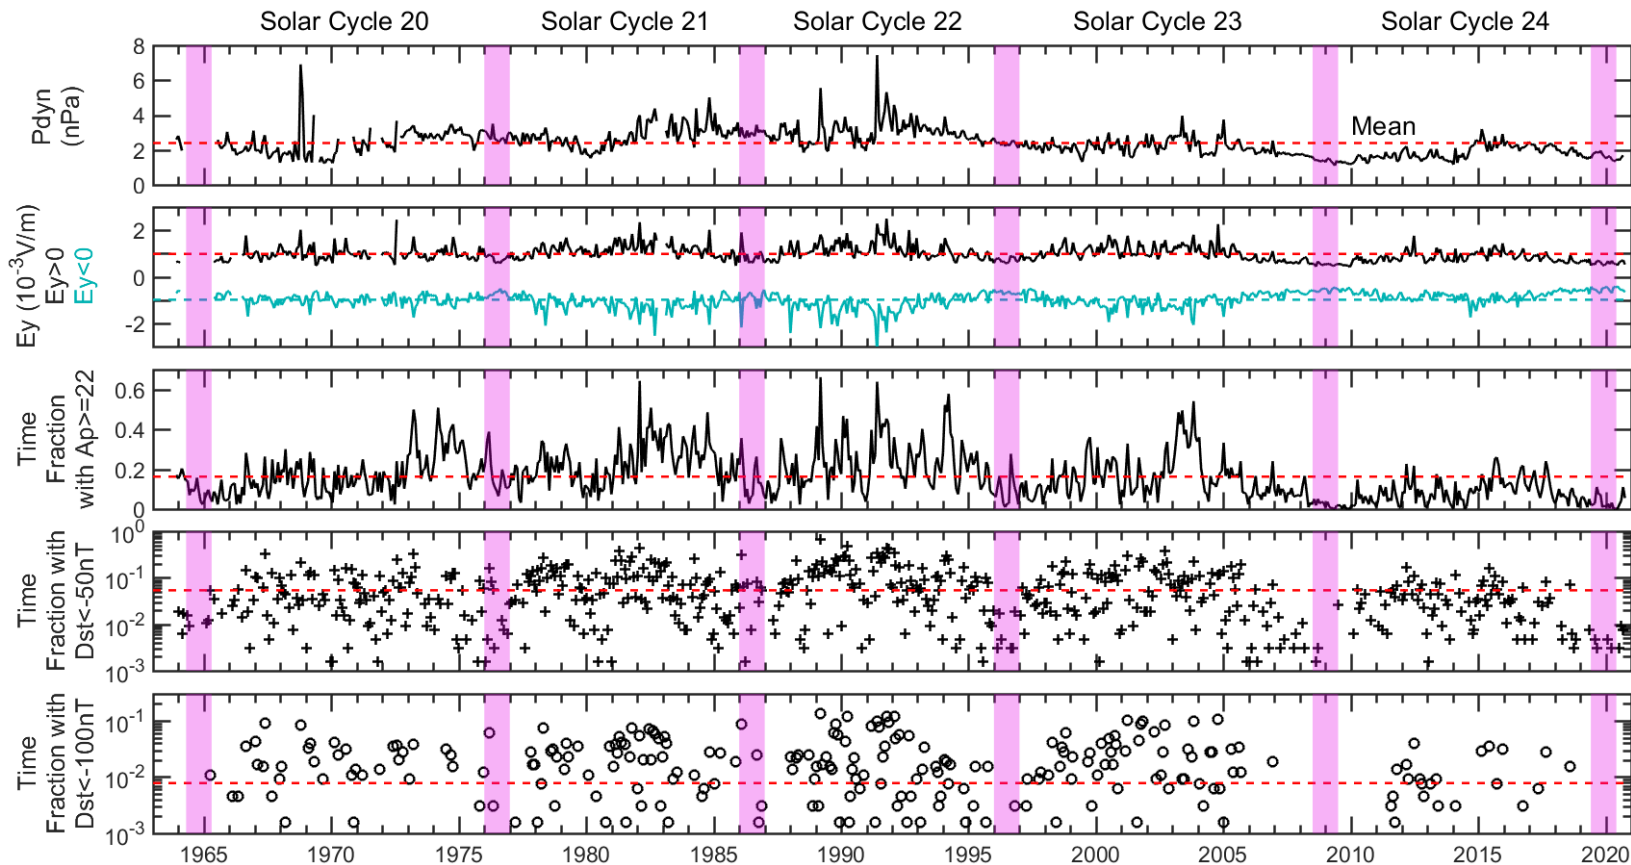 Solar Cycle 20 Solar Cycle 21 Solar Cycle 22 Solar Cycle 23 Solar Cycle 24
Pdyn
(nPa)
8
6
4
2
0
Mean
Ey (10⁻³V/m)
Ey>0
Ey<0
2
0
-2
Time
Fraction
with Ap>=22
0.6
0.4
0.2
0
Time
Fraction with
Dst<-50nT
10⁰
10⁻¹
10⁻²
10⁻³
Time
Fraction with
Dst<-100nT
10⁻¹
10⁻²
10⁻³
1965 1970 1975 1980 1985 1990 1995 2000 2005 2010 2015 2020